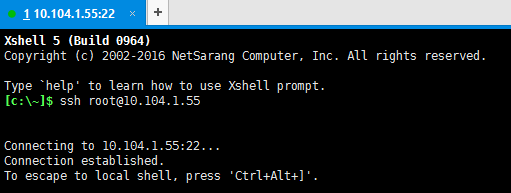 1 10.104.1.55:22 × +
Xshell 5 (Build 0964)
Copyright (c) 2002-2016 NetSarang Computer, Inc. All rights reserved.
Type `help' to learn how to use Xshell prompt.
[c:\~]$ ssh root@10.104.1.55
Connecting to 10.104.1.55:22...
Connection established.
To escape to local shell, press 'Ctrl+Alt+]'.